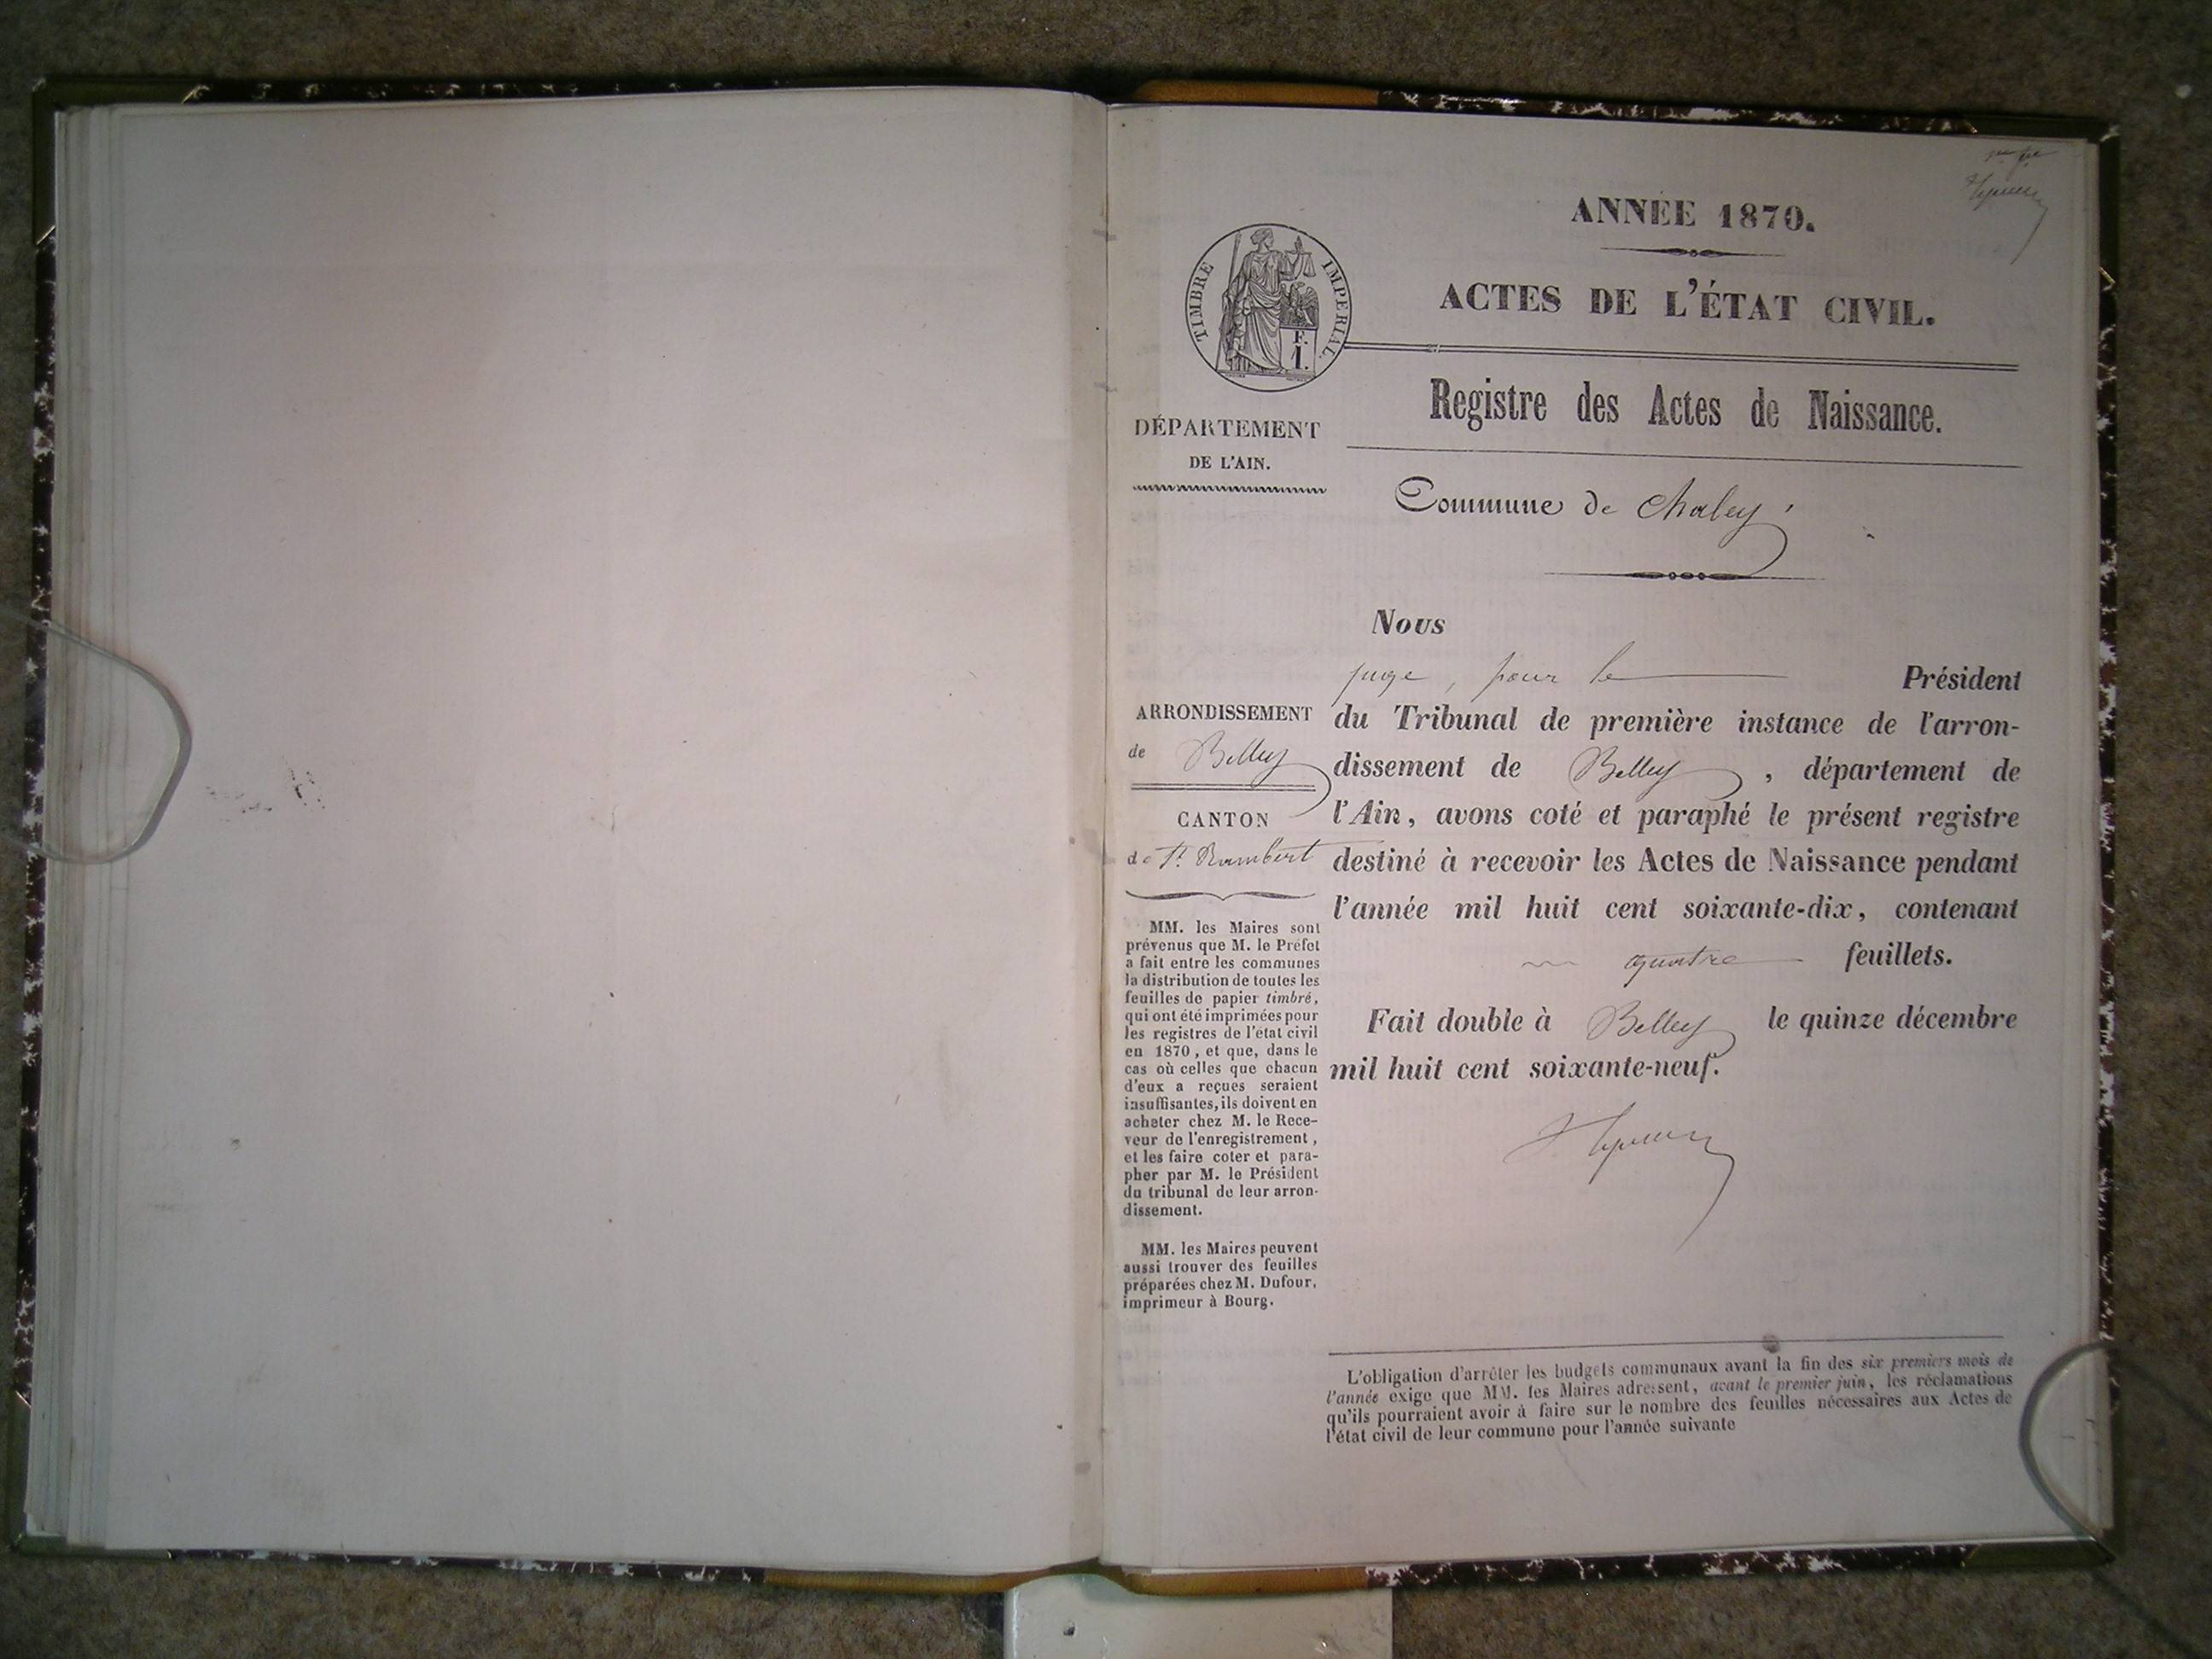 ANNÉE 1870.
ACTES DE L'ÉTAT CIVIL.
TIMBRE IMPÉRIAL.
F.
1.
Registre des Actes de Naissance.
DÉPARTEMENT
DE L'AIN.
Commune de Chaley
Nous
juge, pour le Président
du Tribunal de première instance de l'arron-
dissement de Belley, département de
l'Ain, avons coté et paraphé le présent registre
destiné à recevoir les Actes de Naissance pendant
l'année mil huit cent soixante-dix, contenant
quatre feuillets.
Fait double à Belley le quinze décembre
mil huit cent soixante-neuf.
ARRONDISSEMENT
de Belley
CANTON
de St. Rambert
MM. les Maires sont
prévenus que M. le Préfet
a fait entre les communes
la distribution de toutes les
feuilles de papier timbré,
qui ont été imprimées pour
les registres de l'état civil
en 1870, et que, dans le
cas où celles que chacun
d'eux a reçues seraient
insuffisantes, ils doivent en
acheter chez M. le Rece-
veur de l'enregistrement,
et les faire coter et para-
pher par M. le Président
du tribunal de leur arron-
dissement.
MM. les Maires peuvent
aussi trouver des feuilles
préparées chez M. Dufour,
imprimeur à Bourg.
L'obligation d'arrêter les budgets communaux avant la fin des six premiers mois de
l'année exige que MM. les Maires adressent, avant le premier juin, les réclamations
qu'ils pourraient avoir à faire sur le nombre des feuilles nécessaires aux Actes de
l'état civil de leur commune pour l'année suivante